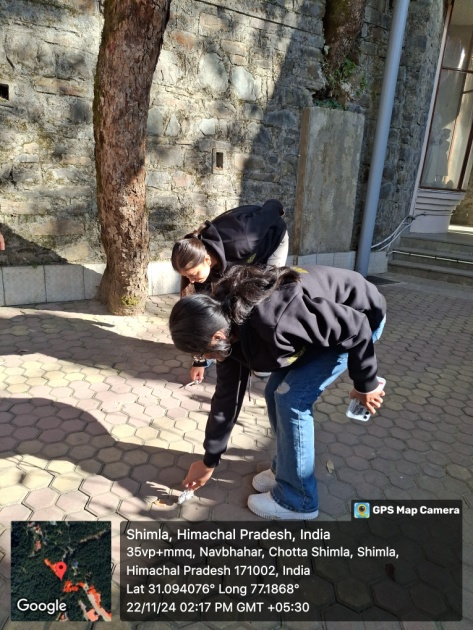 GPS Map Camera
Shimla, Himachal Pradesh, India
35vp+mmq, Navbhahar, Chotta Shimla, Shimla,
Himachal Pradesh 171002, India
Lat 31.094076° Long 77.1868°
22/11/24 02:17 PM GMT +05:30
Google